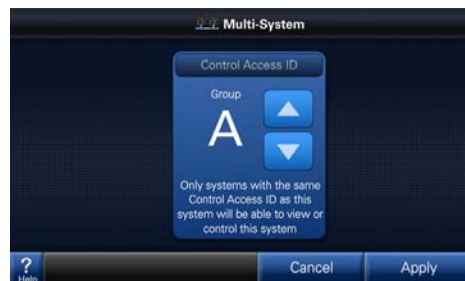 Multi-System
Control Access ID
Group
A
Only systems with the same
Control Access ID as this
system will be able to view or
control this system
?
Help
Cancel
Apply